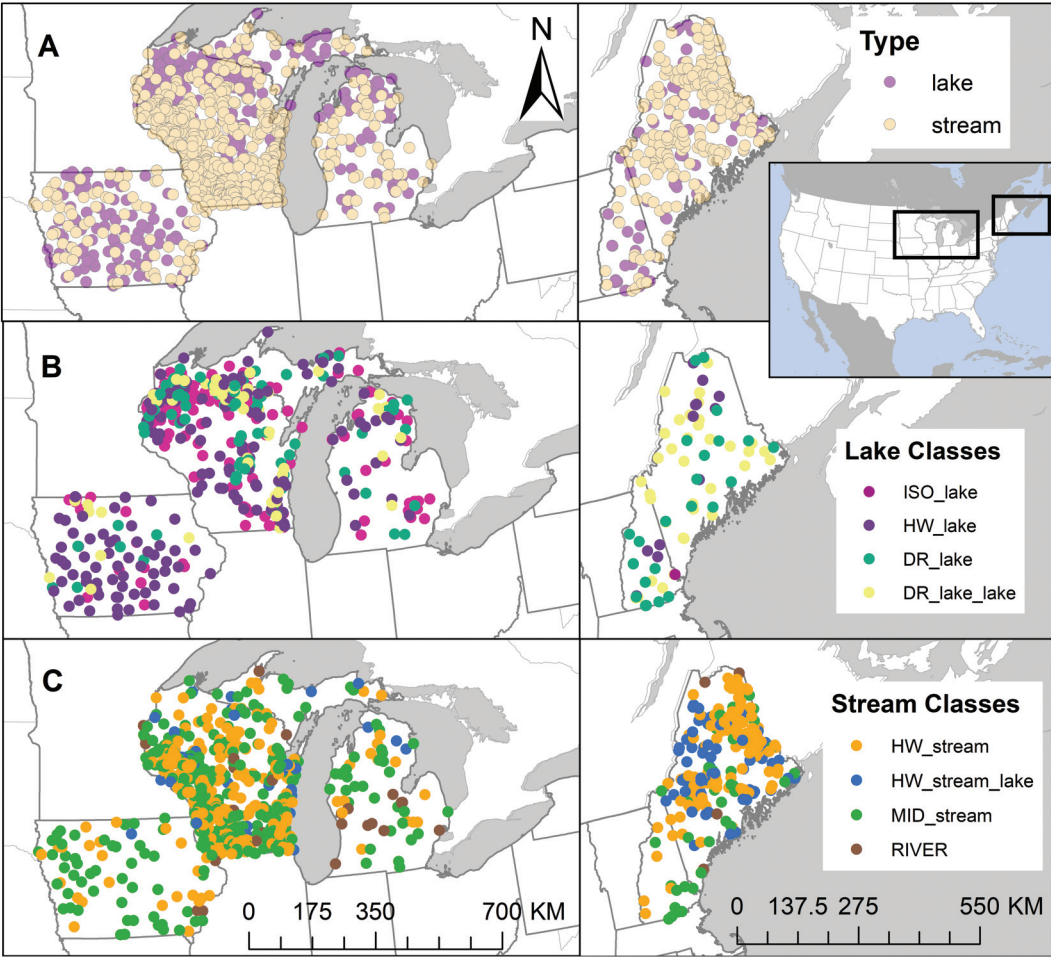 A
N
Type
lake
stream
B
Lake Classes
ISO_lake
HW_lake
DR_lake
DR_lake_lake
C
Stream Classes
HW_stream
HW_stream_lake
MID_stream
RIVER
0 175 350 700 KM
0 137.5 275 550 KM